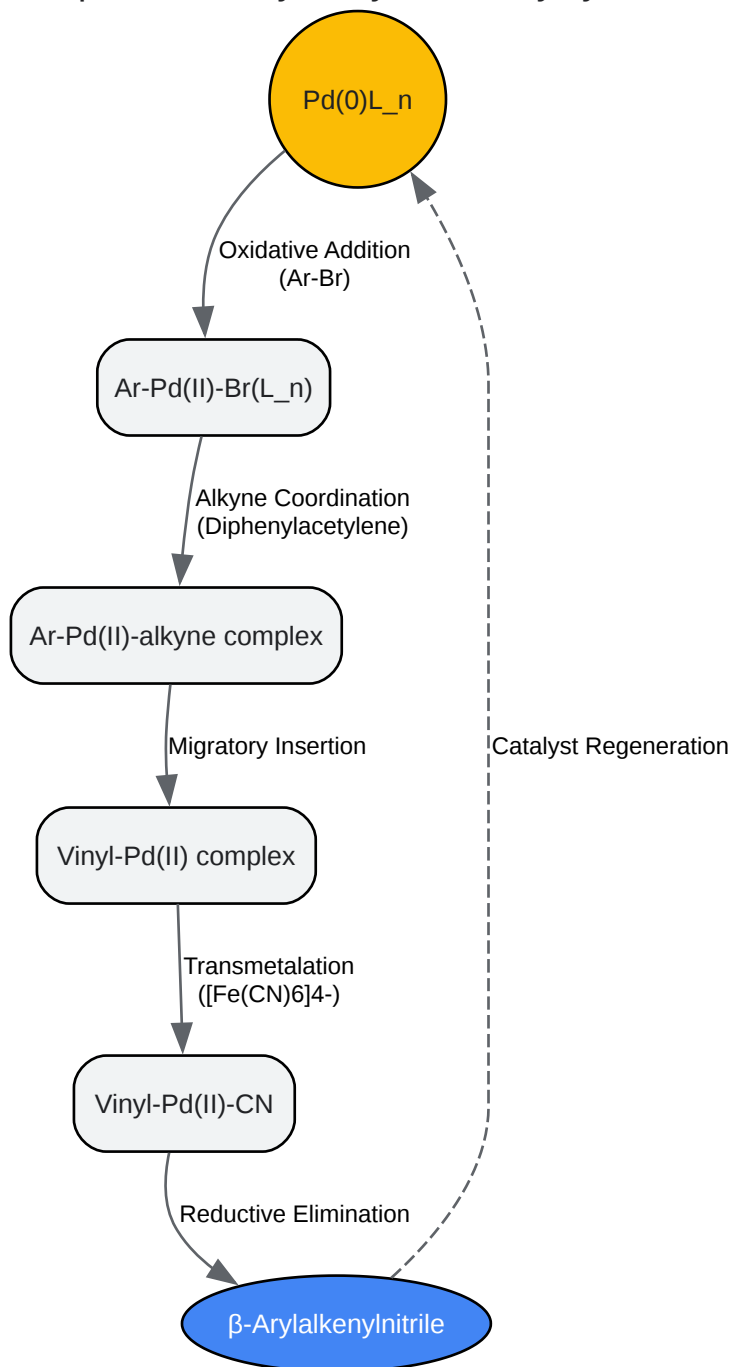 Pd(0)L_n
Oxidative Addition
(Ar-Br)
Ar-Pd(II)-Br(L_n)
Alkyne Coordination
(Diphenylacetylene)
Ar-Pd(II)-alkyne complex
Migratory Insertion
Catalyst Regeneration
Vinyl-Pd(II) complex
Transmetalation
([Fe(CN)6]4-)
Vinyl-Pd(II)-CN
Reductive Elimination
β-Arylalkenylnitrile